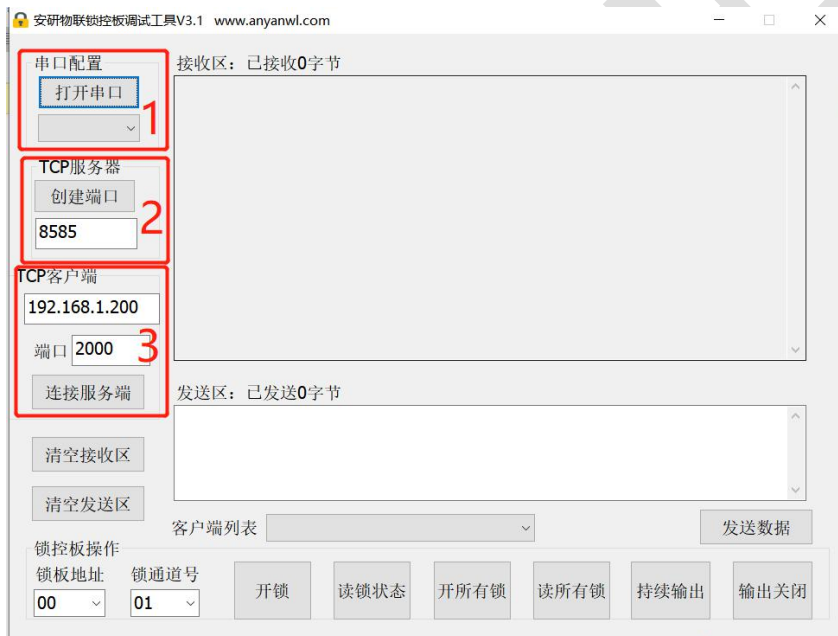 安研物联锁控板调试工具V3.1 www.anyanwl.com
串口配置
打开串口
1
TCP服务器
创建端口
8585
2
TCP客户端
192.168.1.200
端口 2000
3
连接服务端
接收区：已接收0字节
发送区：已发送0字节
清空接收区
清空发送区
客户端列表
发送数据
锁控板操作
锁板地址 锁通道号
00 01
开锁 读锁状态 开所有锁 读所有锁 持续输出 输出关闭